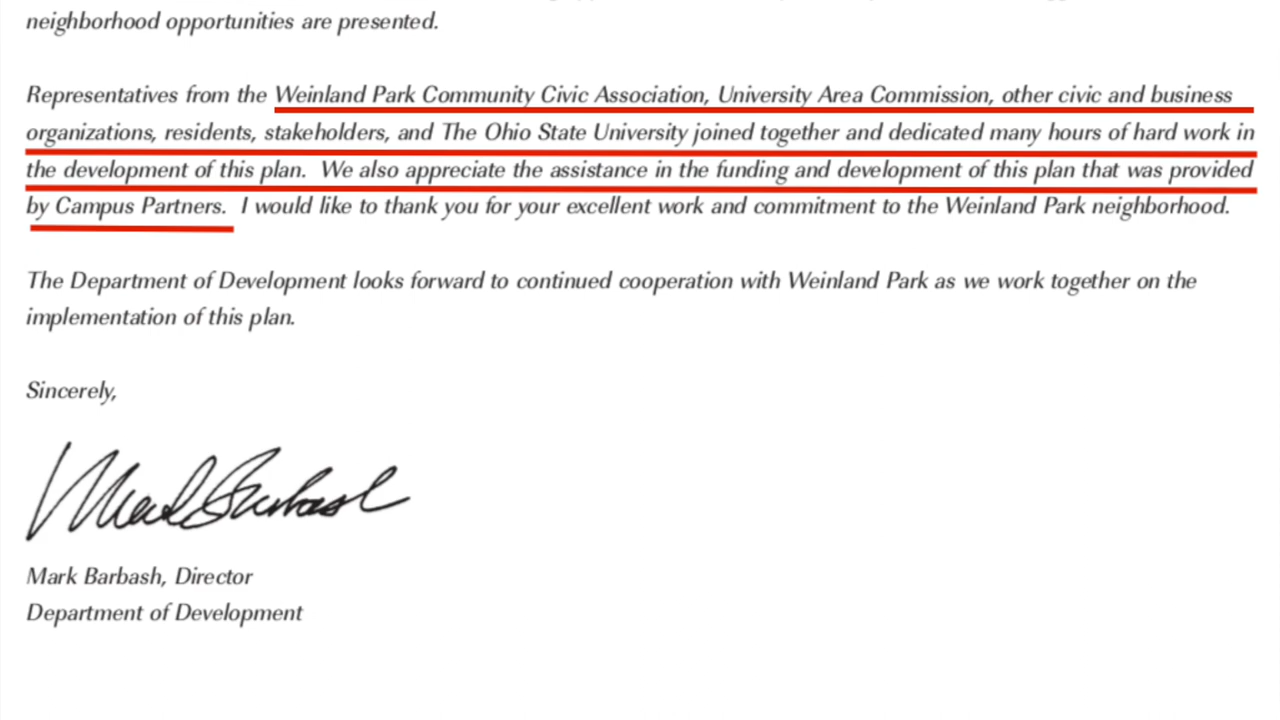 neighborhood opportunities are presented.
Representatives from the Weinland Park Community Civic Association, University Area Commission, other civic and business
organizations, residents, stakeholders, and The Ohio State University joined together and dedicated many hours of hard work in
the development of this plan. We also appreciate the assistance in the funding and development of this plan that was provided
by Campus Partners. I would like to thank you for your excellent work and commitment to the Weinland Park neighborhood.
The Department of Development looks forward to continued cooperation with Weinland Park as we work together on the
implementation of this plan.
Sincerely,
Mark Barbash
Mark Barbash, Director
Department of Development